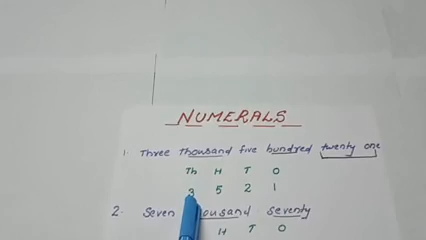 NUMERALS
1. Three thousand five hundred twenty one
Th H T O
3 5 2 1
2. Seven seventy
H T O